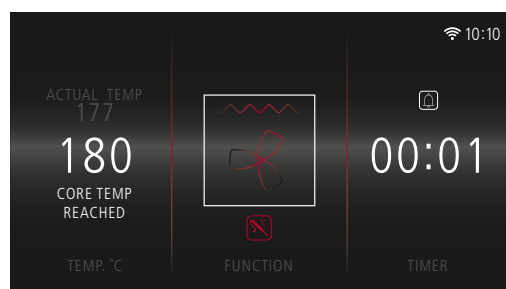 10:10
ACTUAL TEMP
177
180
CORE TEMP
REACHED
00:01
TEMP. °C
FUNCTION
TIMER